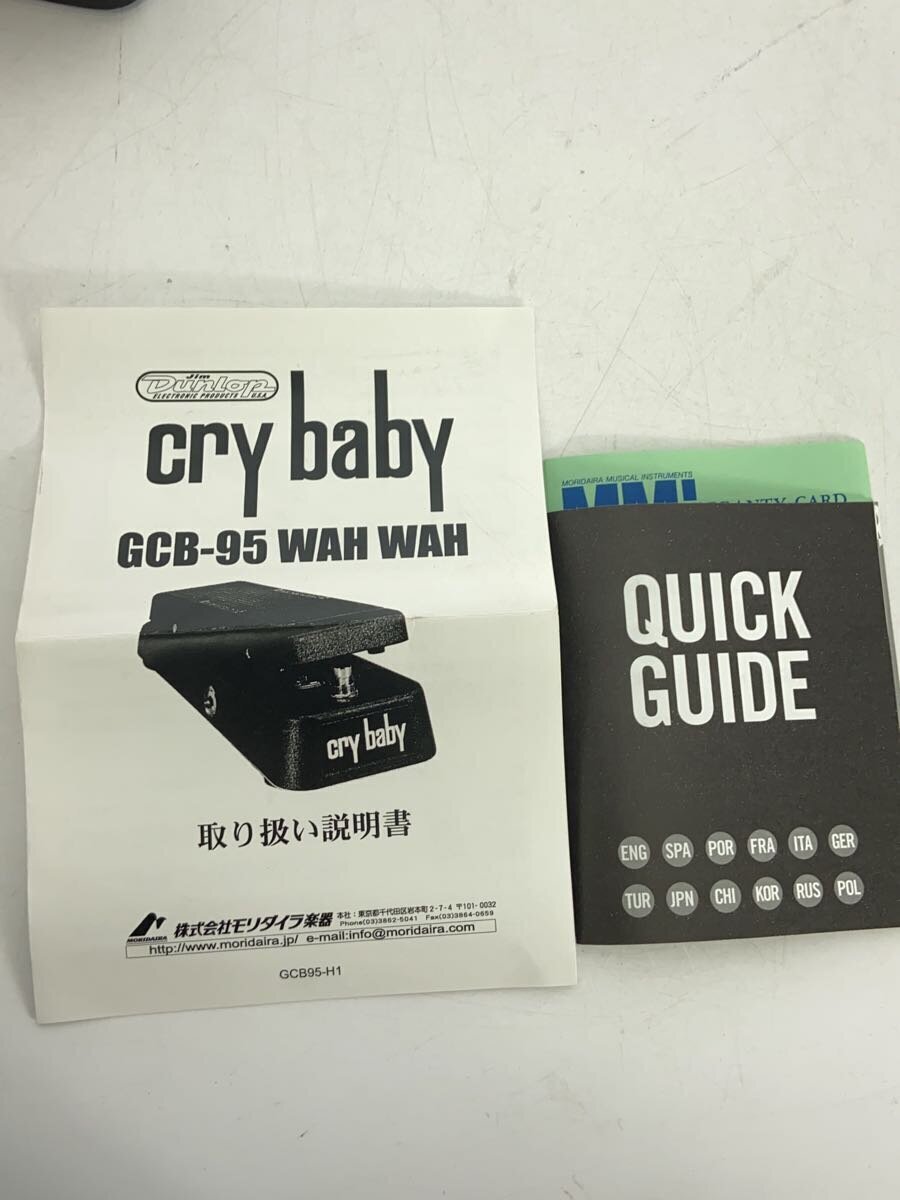 Jim
Dunlop
ELECTRONIC PRODUCTS U.S.A
cry baby
GCB-95 WAH WAH
cry baby
取り扱い説明書
MORIDAIRA
株式会社モリダイラ楽器
本社:東京都千代田区岩本町2-7-4 〒101-0032
Phone(03)3862-5041 Fax(03)3864-0659
http://www.moridaira.jp/ e-mail:info@moridaira.com
GCB95-H1
MORIDAIRA MUSICAL INSTRUMENTS
CARD
QUICK
GUIDE
ENG SPA POR FRA ITA GER
TUR JPN CHI KOR RUS POL